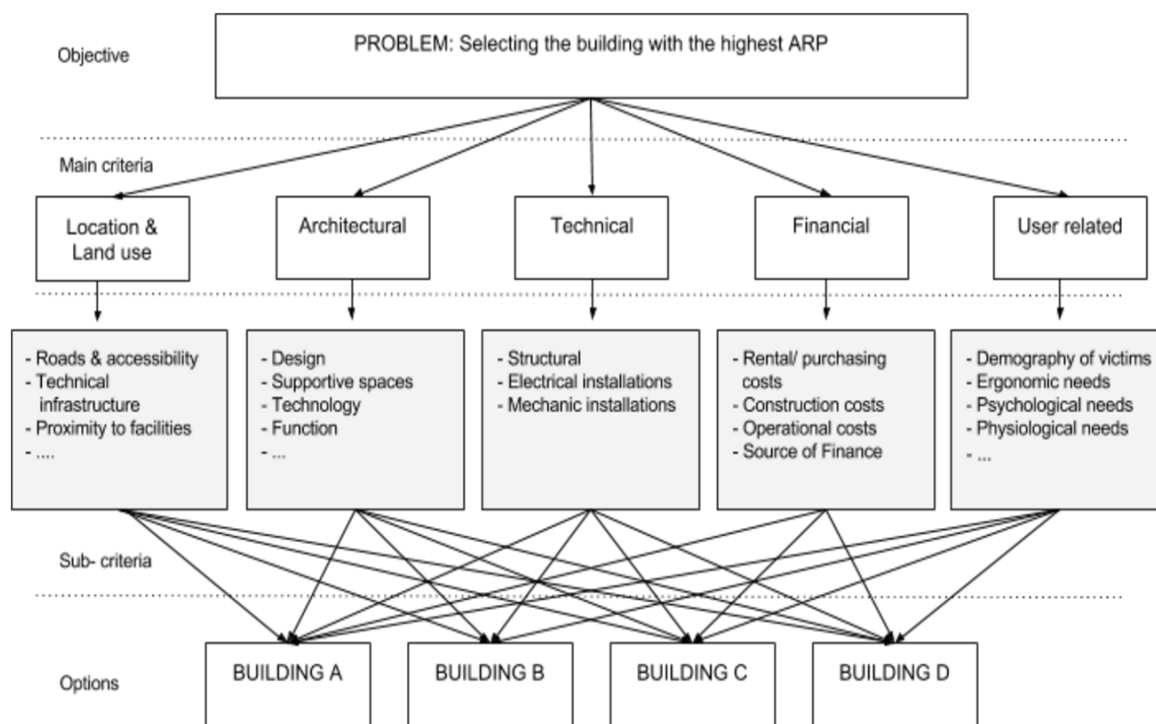 PROBLEM: Selecting the building with the highest ARP
Objective
Main criteria
Location &
Land use
Architectural
Technical
Financial
User related
- Roads & accessibility
- Technical
infrastructure
- Proximity to facilities
- ....
- Design
- Supportive spaces
- Technology
- Function
- ...
- Structural
- Electrical installations
- Mechanic installations
- Rental/ purchasing
costs
- Construction costs
- Operational costs
- Source of Finance
- Demography of victims
- Ergonomic needs
- Psychological needs
- Physiological needs
- ...
Sub- criteria
Options
BUILDING A
BUILDING B
BUILDING C
BUILDING D